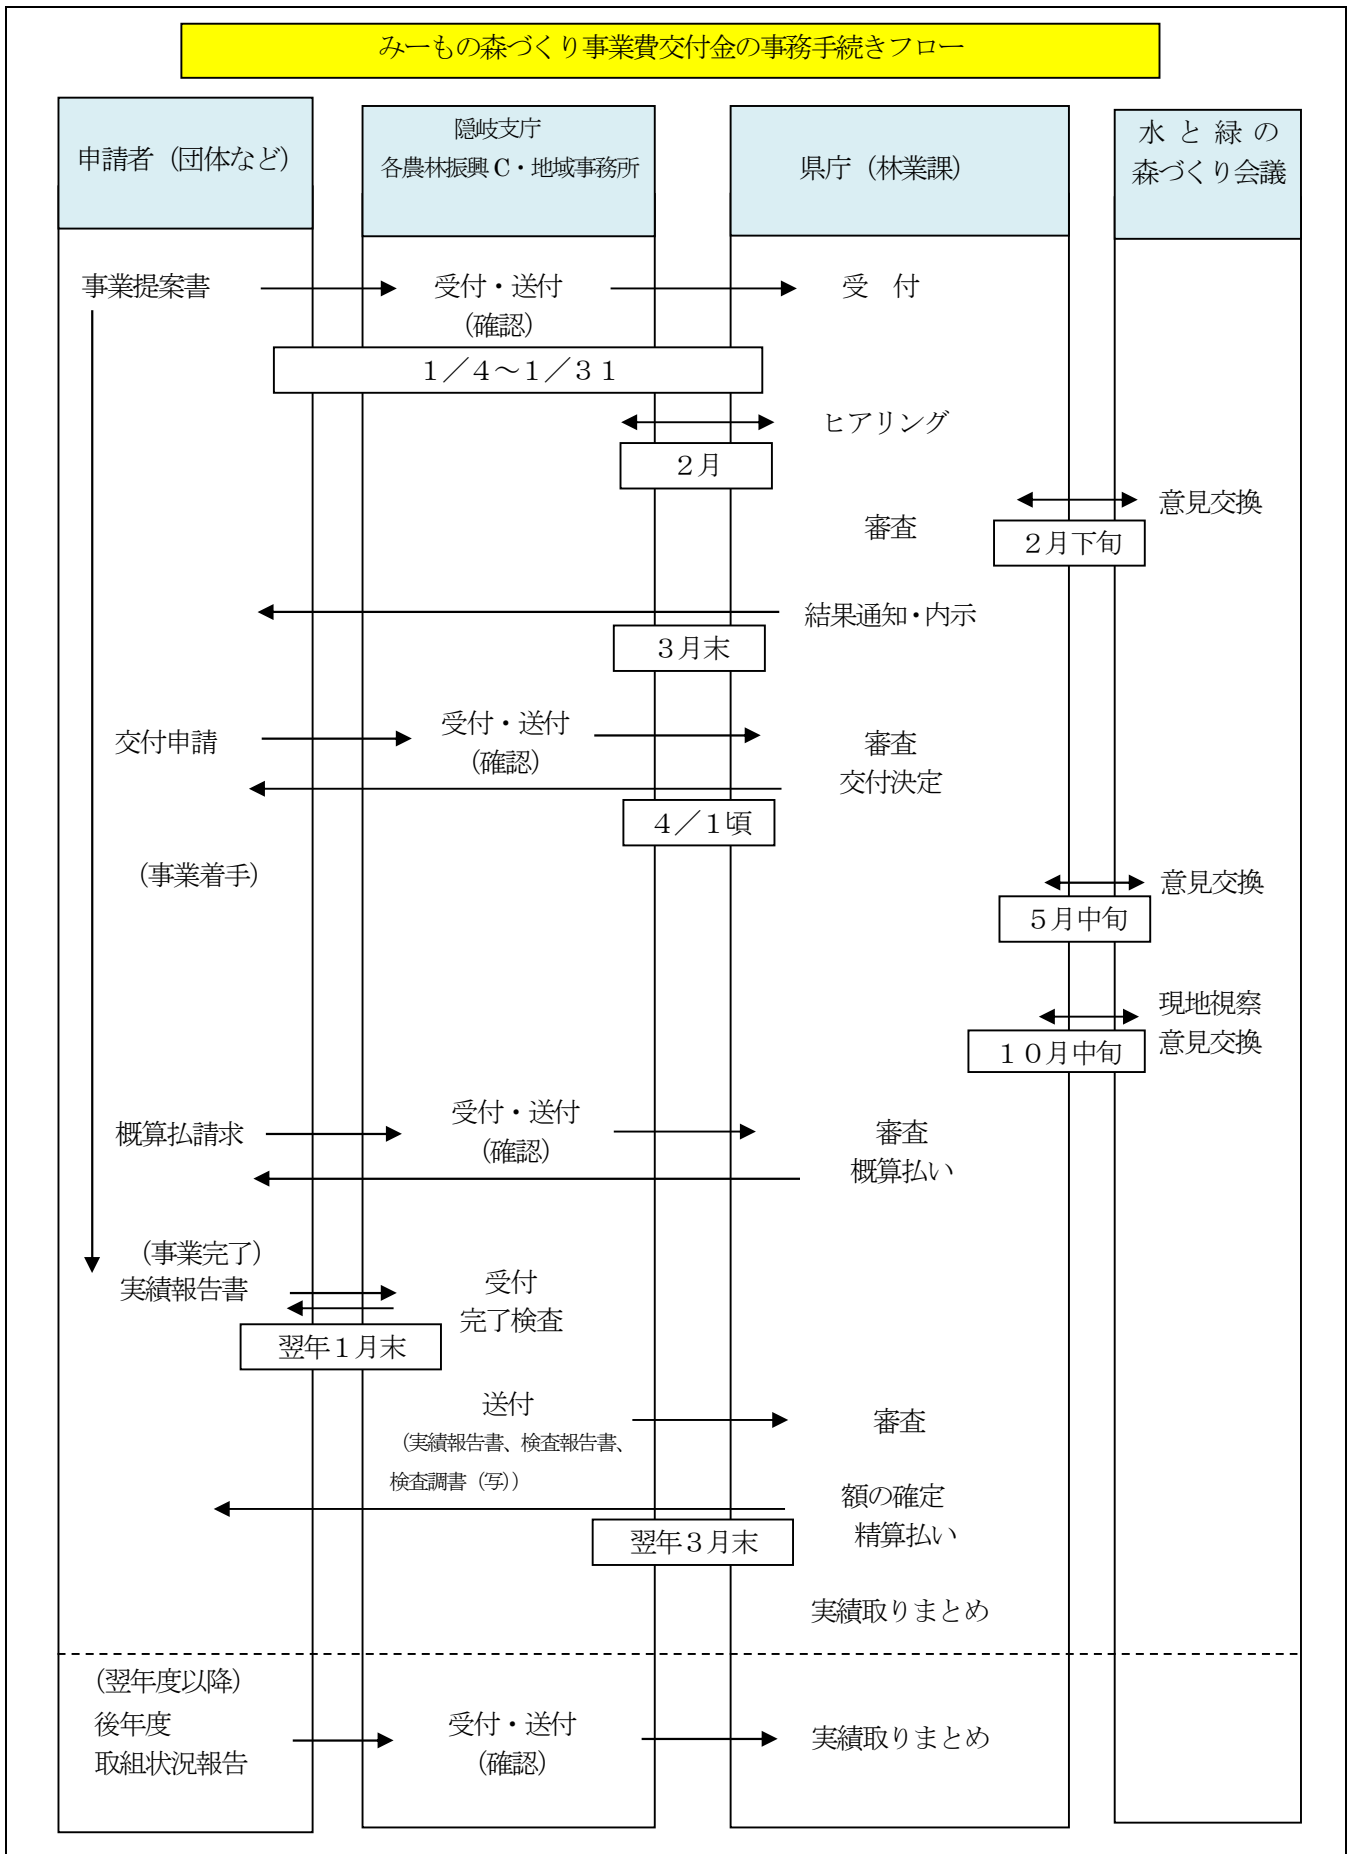 みーもの森づくり事業費交付金の事務手続きフロー
申請者（団体など）
隠岐支庁
各農林振興C・地域事務所
県庁（林業課）
水と緑の
森づくり会議
事業提案書
受付・送付
（確認）
受　付
１／４～１／３１
ヒアリング
２月
意見交換
審査
２月下旬
結果通知・内示
３月末
交付申請
受付・送付
（確認）
審査
交付決定
４／１頃
（事業着手）
意見交換
５月中旬
現地視察
意見交換
１０月中旬
概算払請求
受付・送付
（確認）
審査
概算払い
（事業完了）
実績報告書
受付
完了検査
翌年１月末
送付
（実績報告書、検査報告書、
検査調書（写））
審査
額の確定
精算払い
翌年３月末
実績取りまとめ
（翌年度以降）
後年度
取組状況報告
受付・送付
（確認）
実績取りまとめ